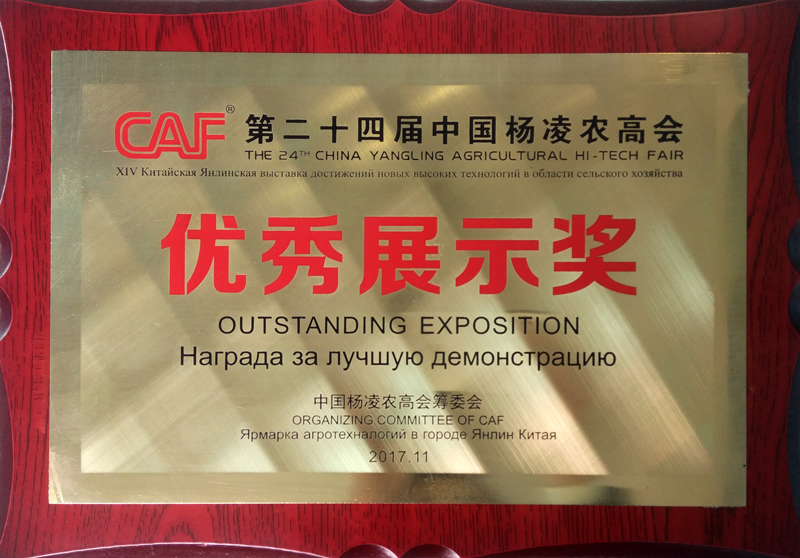 CAF® 第二十四届中国杨凌农高会
THE 24TH CHINA YANGLING AGRICULTURAL HI-TECH FAIR
XIV Китайская Янлинская выставка достижений новых высоких технологий в области сельского хозяйства
优秀展示奖
OUTSTANDING EXPOSITION
Награда за лучшую демонстрацию
中国杨凌农高会筹委会
ORGANIZING COMMITTEE OF CAF
Ярмарка агротехналогий в городе Янлин Китая
2017.11